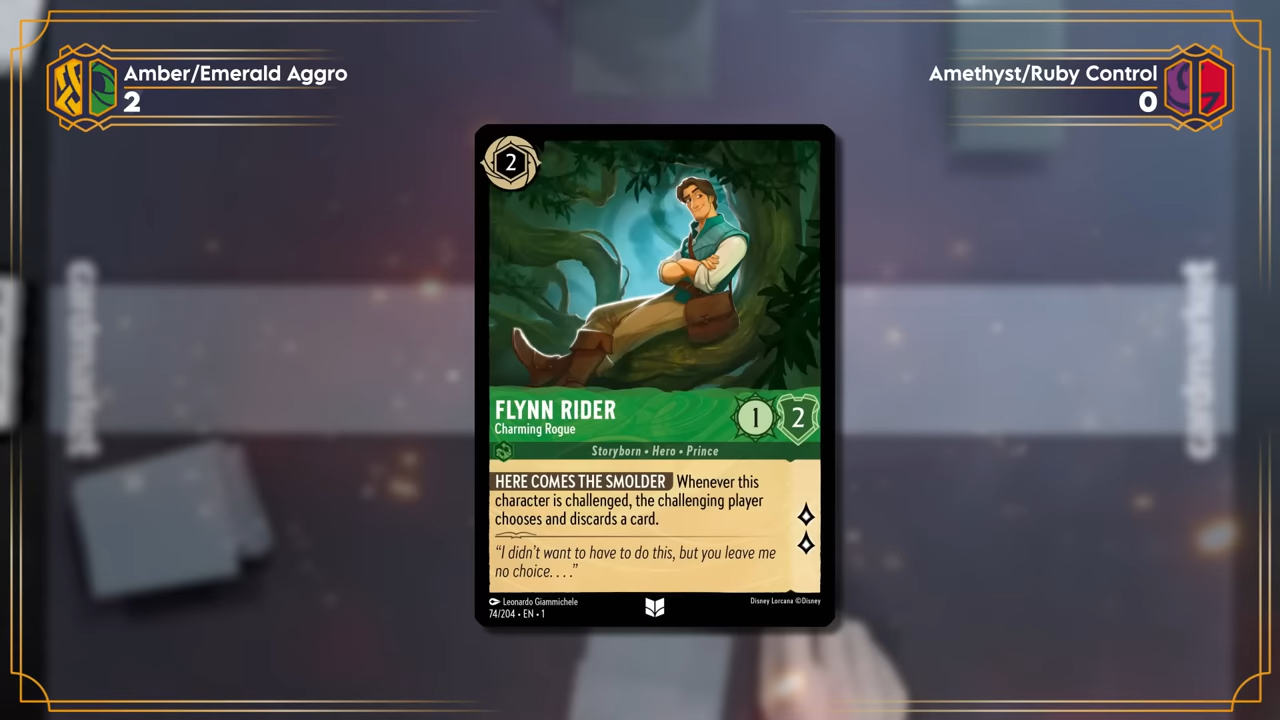 Amber/Emerald Aggro
2
Amethyst/Ruby Control
0
2
FLYNN RIDER
Charming Rogue
1
2
Storyborn • Hero • Prince
HERE COMES THE SMOLDER Whenever this
character is challenged, the challenging player
chooses and discards a card.
“I didn’t want to have to do this, but you leave me
no choice. . . .”
Leonardo Giammichele
Disney Lorcana ©Disney
74/204 • EN • 1
cardmarket
cardmarket